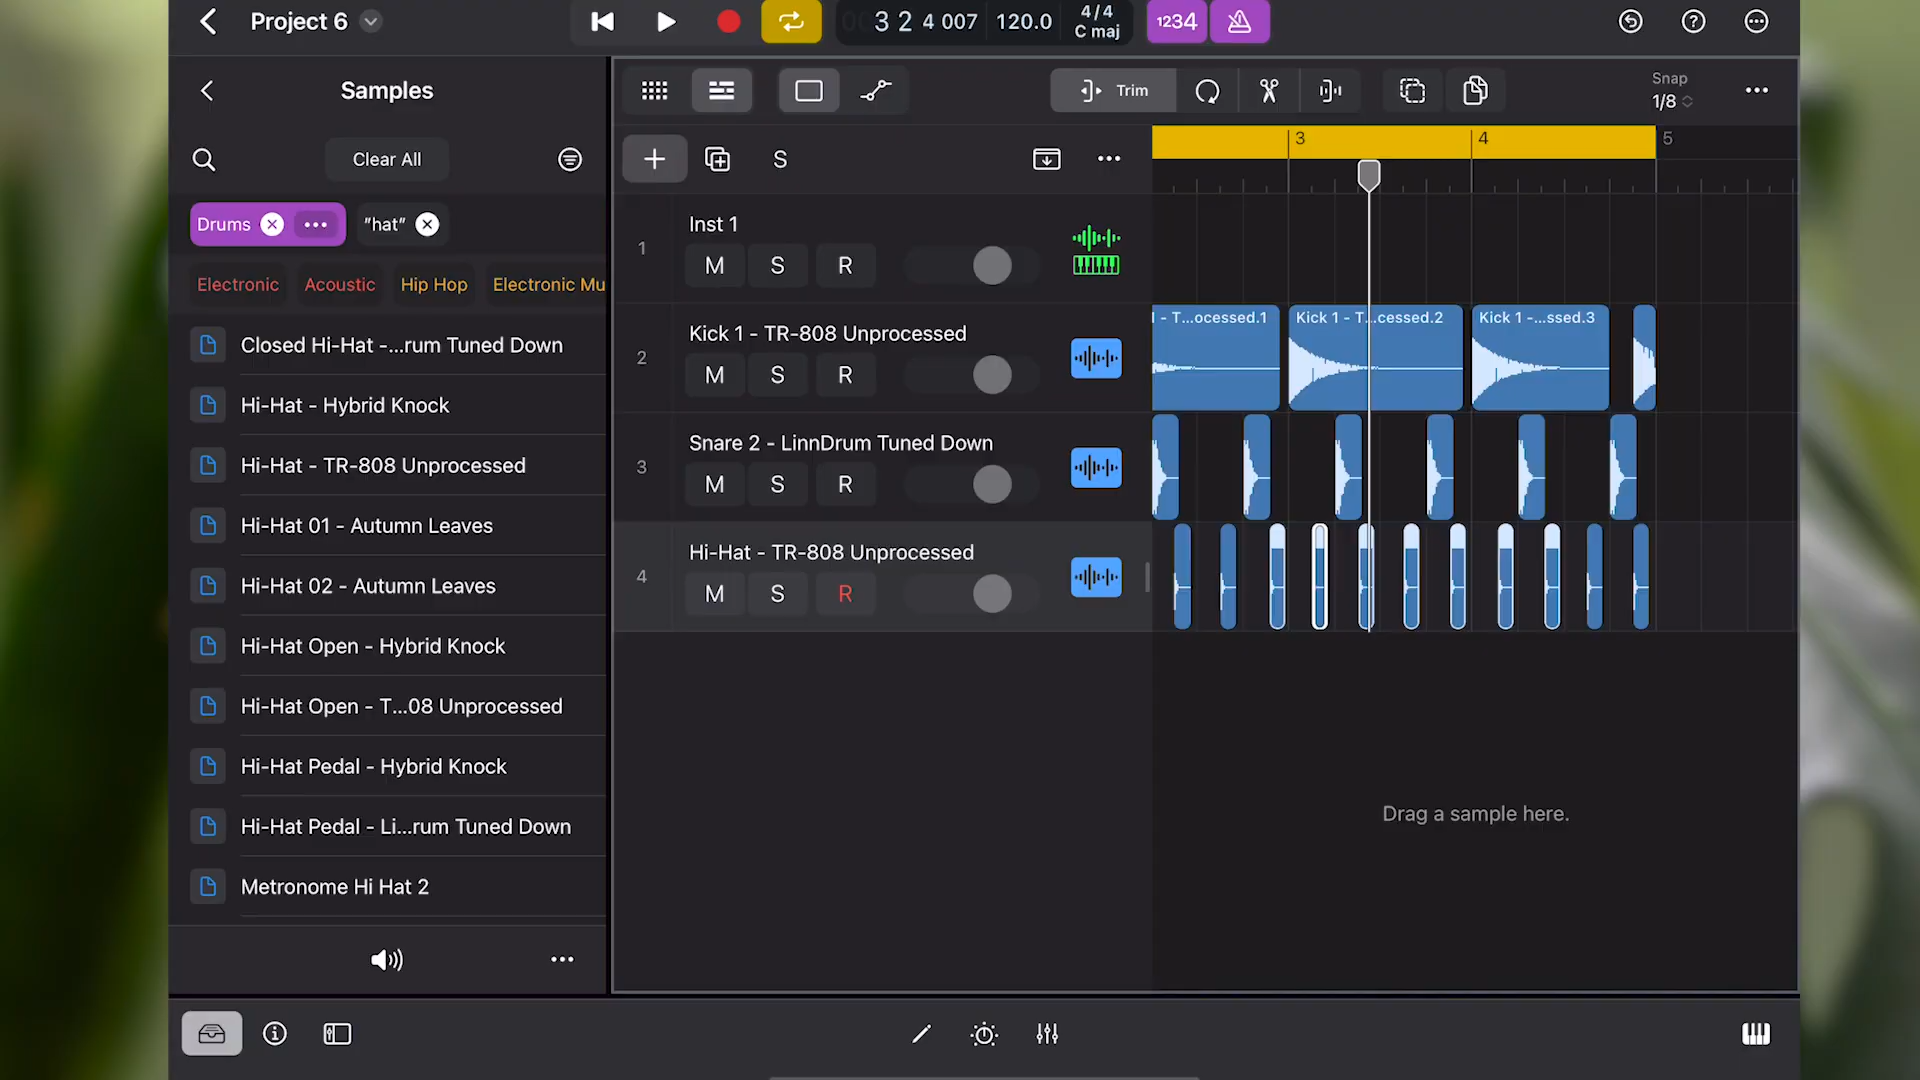 Project 6
3 2 4 007
120.0
4/4
C maj
1234
Samples
Trim
Snap
1/8
Clear All
S
3
4
5
Drums
"hat"
Electronic
Acoustic
Hip Hop
Electronic Mu
Closed Hi-Hat -...rum Tuned Down
Hi-Hat - Hybrid Knock
Hi-Hat - TR-808 Unprocessed
Hi-Hat 01 - Autumn Leaves
Hi-Hat 02 - Autumn Leaves
Hi-Hat Open - Hybrid Knock
Hi-Hat Open - T...08 Unprocessed
Hi-Hat Pedal - Hybrid Knock
Hi-Hat Pedal - Li...rum Tuned Down
Metronome Hi Hat 2
1
Inst 1
M S R
2
Kick 1 - TR-808 Unprocessed
M S R
- T...ocessed.1
Kick 1 - T...cessed.2
Kick 1 -...ssed.3
3
Snare 2 - LinnDrum Tuned Down
M S R
4
Hi-Hat - TR-808 Unprocessed
M S R
Drag a sample here.